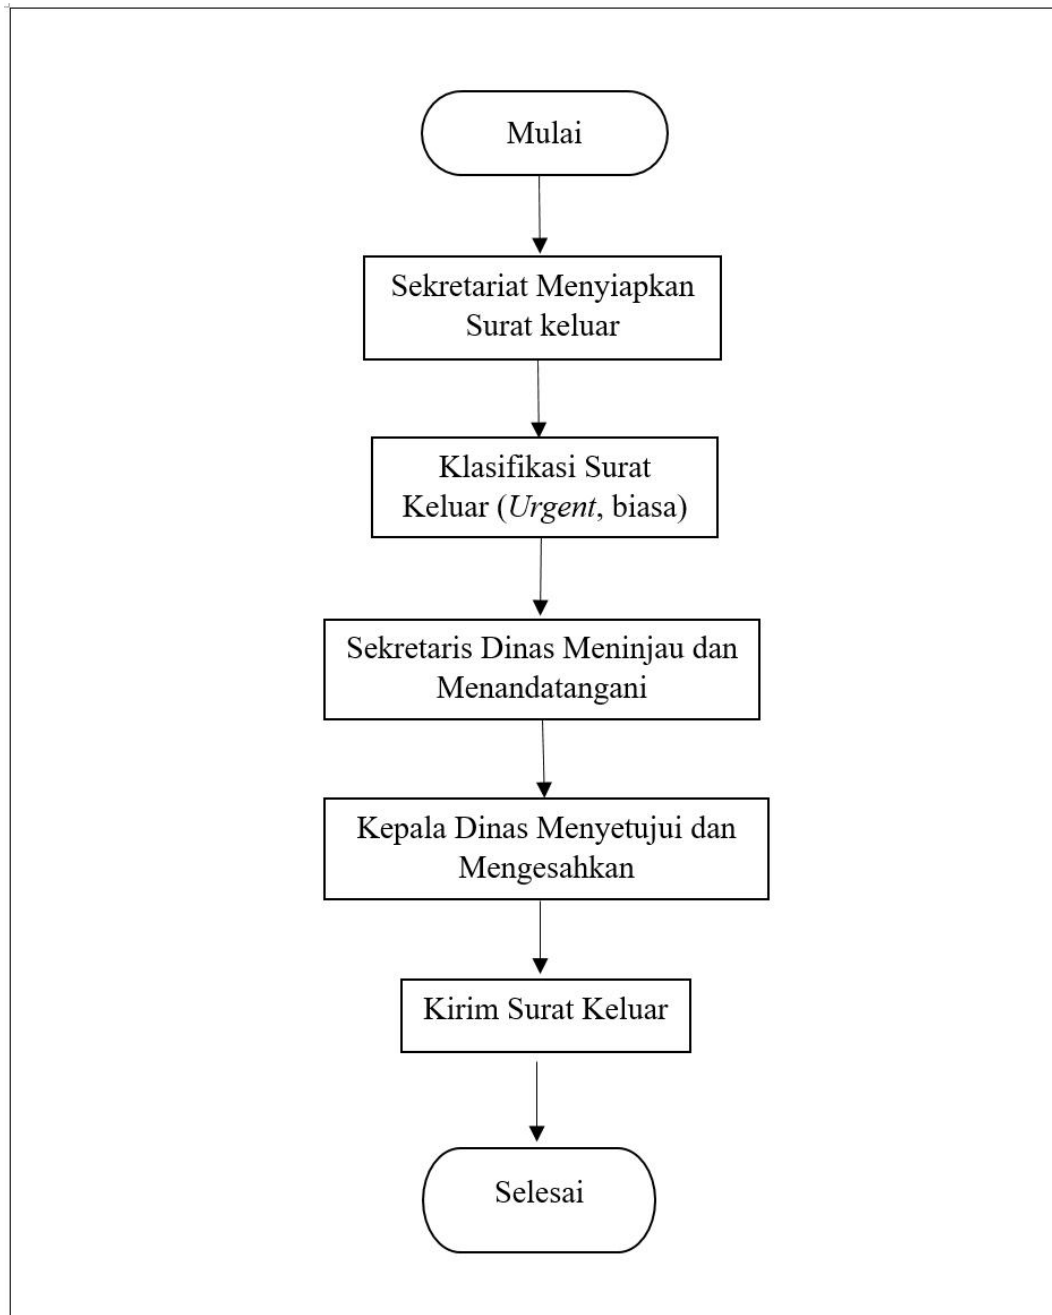 Mulai
Sekretariat Menyiapkan
Surat keluar
Klasifikasi Surat
Keluar (Urgent, biasa)
Sekretaris Dinas Meninjau dan
Menandatangani
Kepala Dinas Menyetujui dan
Mengesahkan
Kirim Surat Keluar
Selesai